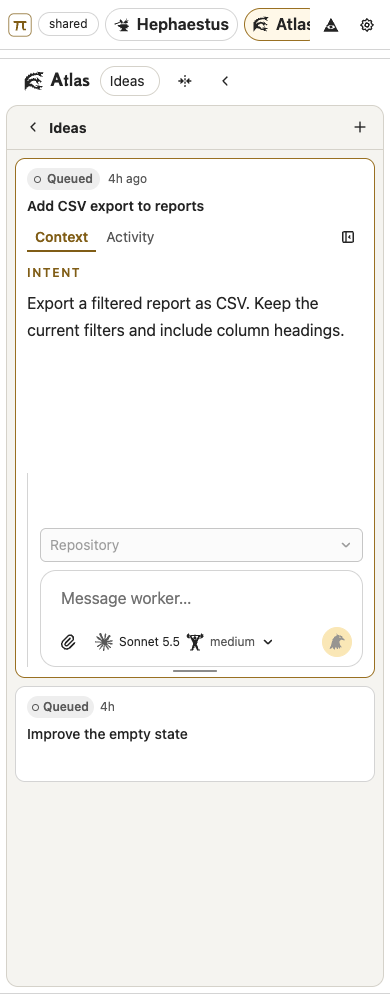 π shared Hephaestus Atlas
Atlas Ideas
Ideas
Queued 4h ago
Add CSV export to reports
Context Activity
INTENT
Export a filtered report as CSV. Keep the
current filters and include column headings.
Repository
Message worker...
Sonnet 5.5 medium
Queued 4h
Improve the empty state